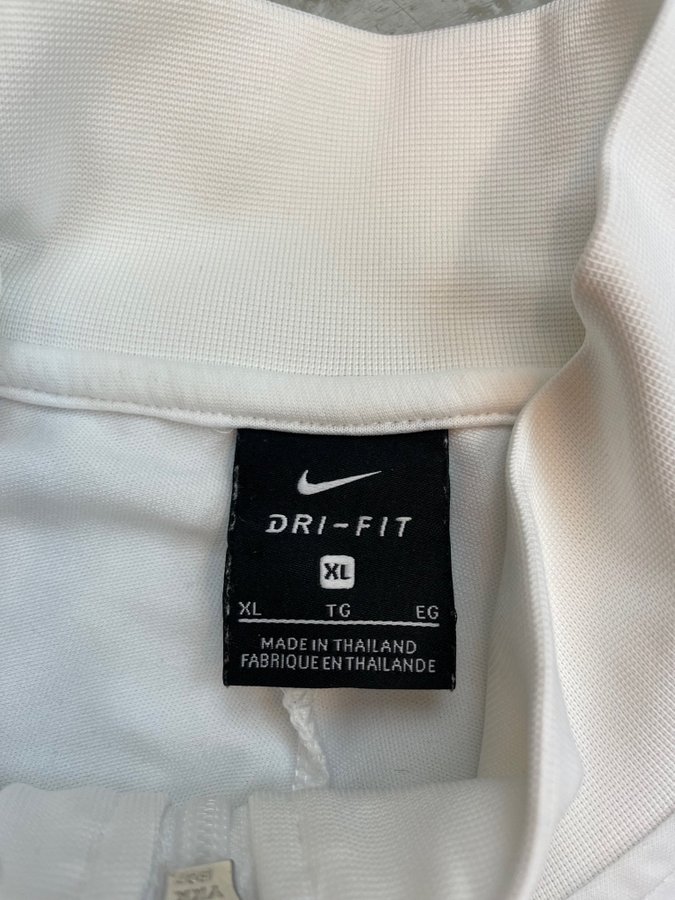 DRI-FIT
XL
XL TG EG
MADE IN THAILAND
FABRIQUE EN THAILANDE